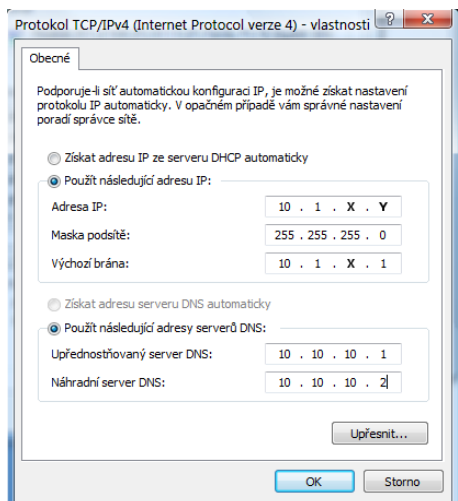 Protokol TCP/IPv4 (Internet Protocol verze 4) - vlastnosti
Obecné
Podporuje-li síť automatickou konfiguraci IP, je možné získat nastavení
protokolu IP automaticky. V opačném případě vám správné nastavení
poradí správce sítě.
Získat adresu IP ze serveru DHCP automaticky
Použít následující adresu IP:
Adresa IP: 10 . 1 . X . Y
Maska podsítě: 255 . 255 . 255 . 0
Výchozí brána: 10 . 1 . X . 1
Získat adresu serveru DNS automaticky
Použít následující adresy serverů DNS:
Upřednostňovaný server DNS: 10 . 10 . 10 . 1
Náhradní server DNS: 10 . 10 . 10 . 2
Upřesnit...
OK Storno